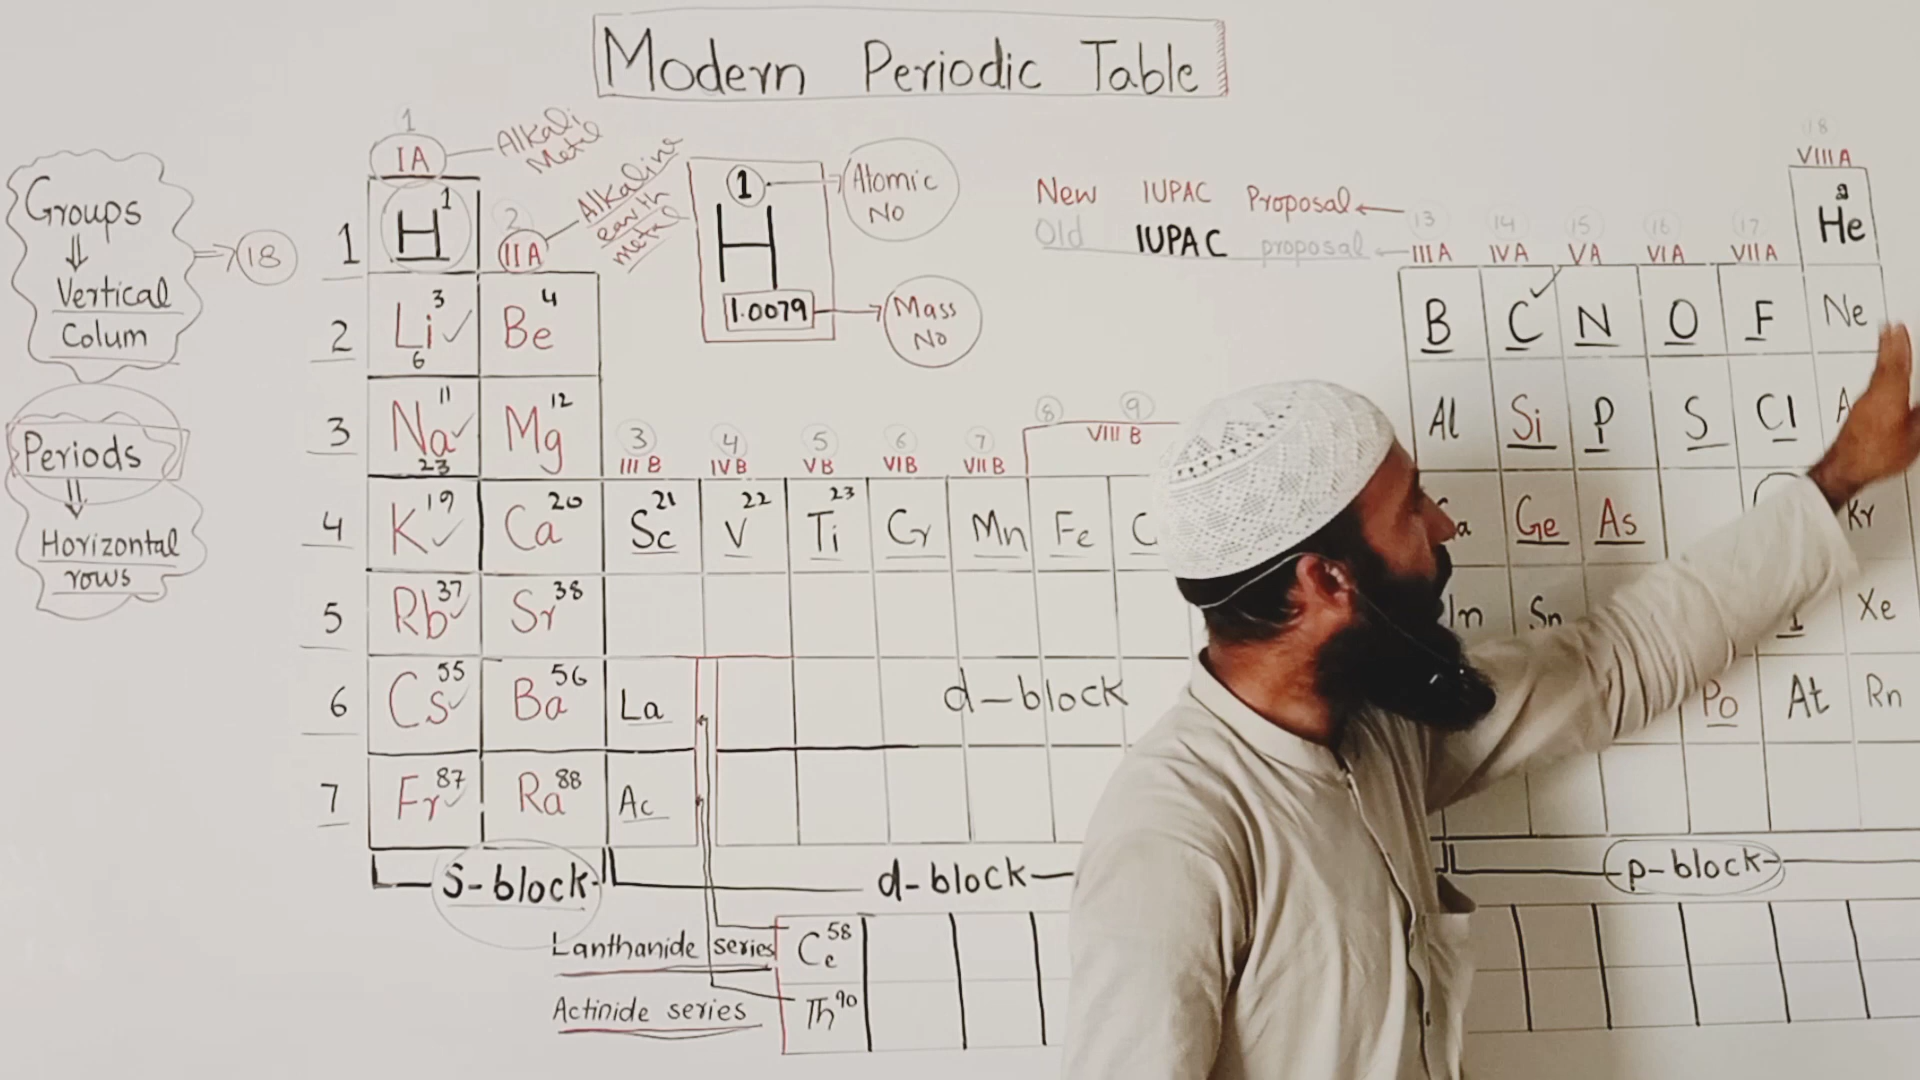 Modern Periodic Table
Groups
⇓
Vertical
Colum
⇒ 18
Periods
⇓
Horizontal
rows
1
IA
Alkali
Metal
2
IIA
Alkaline
earth
metal
1
H
1.0079
Atomic
No
Mass
No
New IUPAC Proposal ←
Old IUPAC proposal ←
13 14 15 16 17 18
IIIA IVA VA VIA VIIA VIIIA
1 H 1 2 He
2 Li 3 6 Be 4 B C N O F Ne
3 Na 11 23 Mg 12 Al Si P S Cl A
3 4 5 6 7 8 9
IIIB IVB VB VIB VIIB VIIIB
4 K 19 Ca 20 Sc 21 V 22 Ti 23 Cr Mn Fe C a Ge As Kr
5 Rb 37 Sr 38 In Sn I Xe
6 Cs 55 Ba 56 La d-block Po At Rn
7 Fr 87 Ra 88 Ac
s-block d-block p-block
Lanthanide series Ce 58
Actinide series Th 90